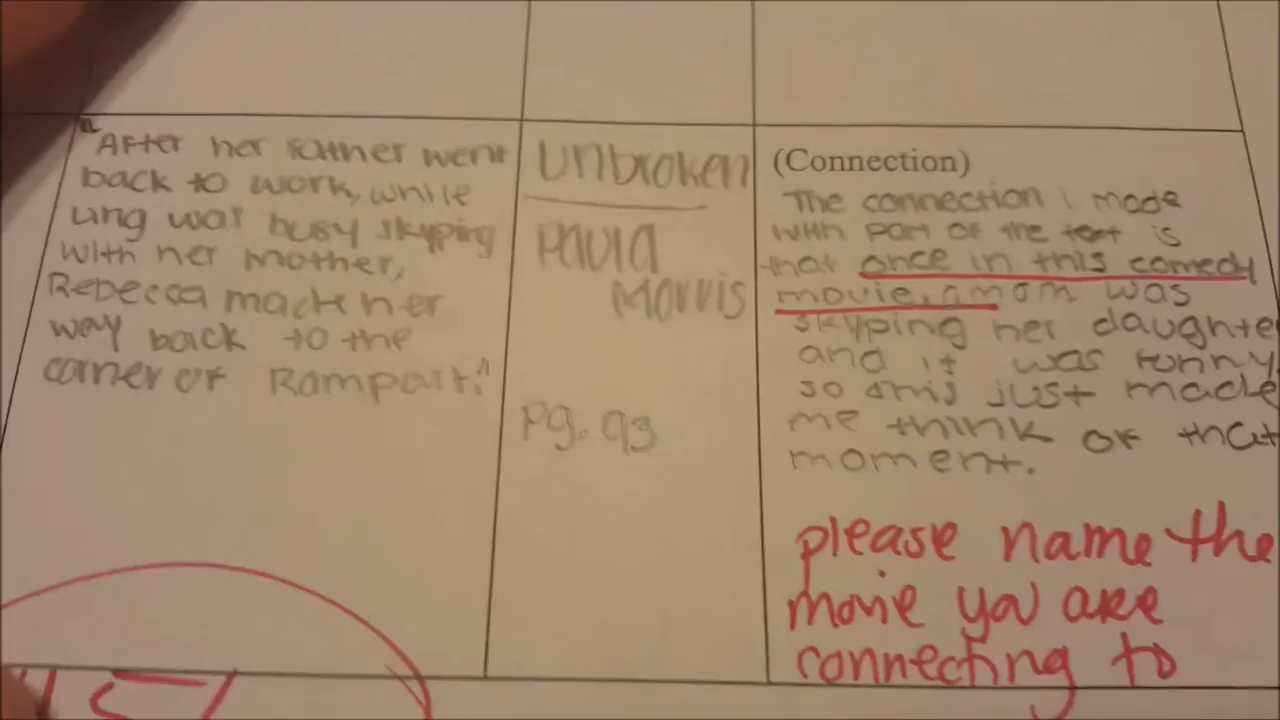 "After her father went
back to work, while
Ling was busy skyping
with her mother,
Rebecca made her
way back to the
corner of Rampart."
Unbroken
Paula
Morris
pg. 93
(Connection)
The connection i made
with part of the text is
that once in this comedy
movie, a mom was
skyping her daughte
and it was funny
so this just made
me think of that
moment.
please name the
movie you are
connecting to